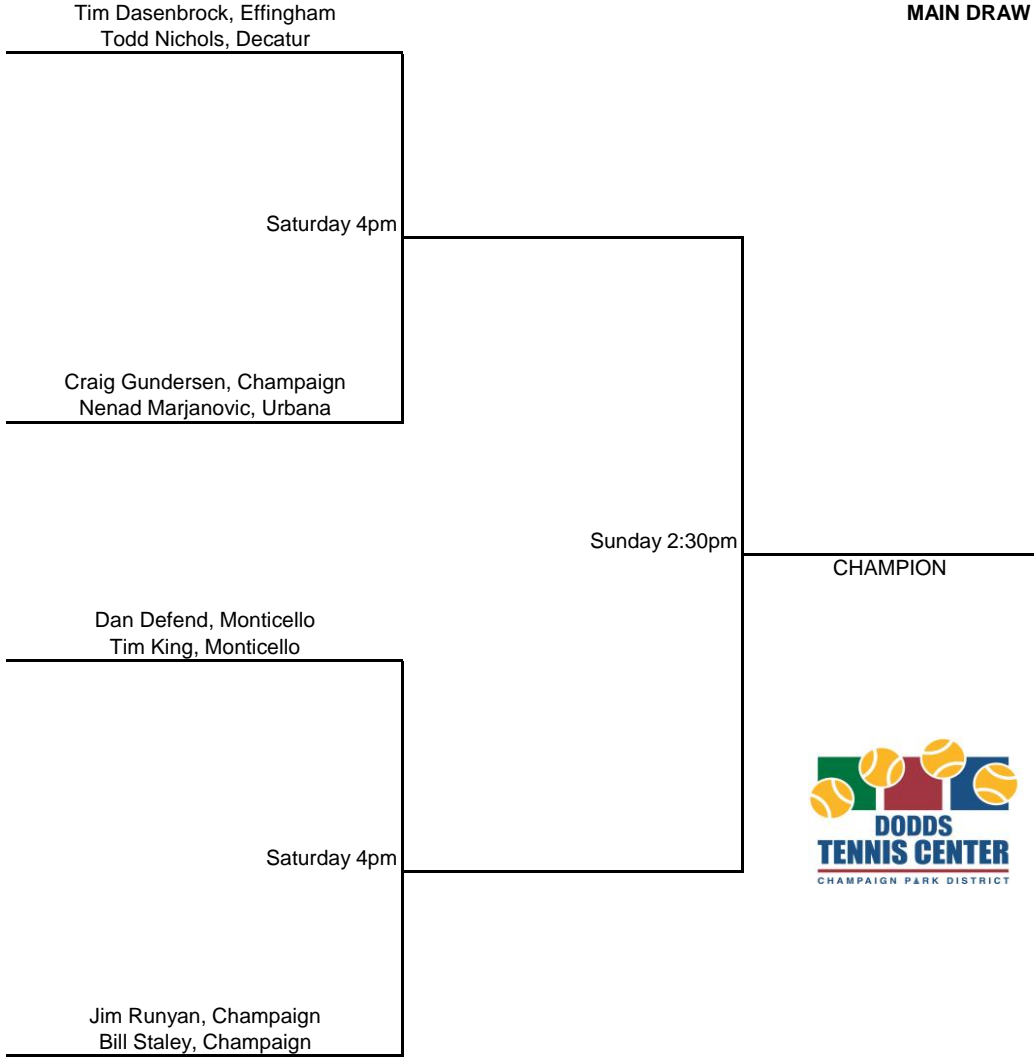 Tim Dasenbrock, Effingham
MAIN DRAW
Todd Nichols, Decatur
Saturday 4pm
Craig Gundersen, Champaign
Nenad Marjanovic, Urbana
Sunday 2:30pm
CHAMPION
Dan Defend, Monticello
Tim King, Monticello
DODDS
TENNIS CENTER
CHAMPAIGN PARK DISTRICT
Saturday 4pm
Jim Runyan, Champaign
Bill Staley, Champaign